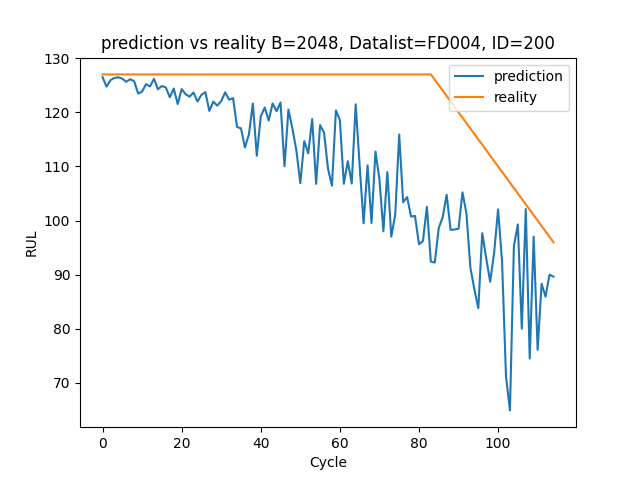 prediction vs reality B=2048, Datalist=FD004, ID=200
130
120
110
100
90
80
70
RUL
prediction
reality
0 20 40 60 80 100
Cycle